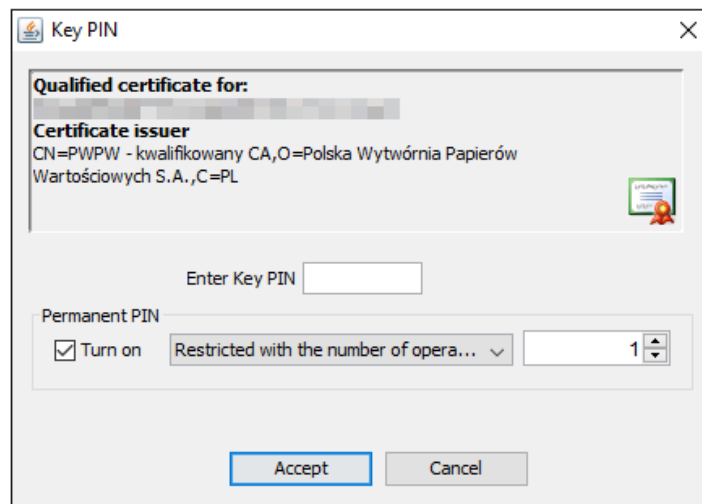 Key PIN
Qualified certificate for:
Certificate issuer
CN=PWPW - kwalifikowany CA,O=Polska Wytwórnia Papierów
Wartościowych S.A.,C=PL
Enter Key PIN
Permanent PIN
Turn on Restricted with the number of opera... 1
Accept Cancel